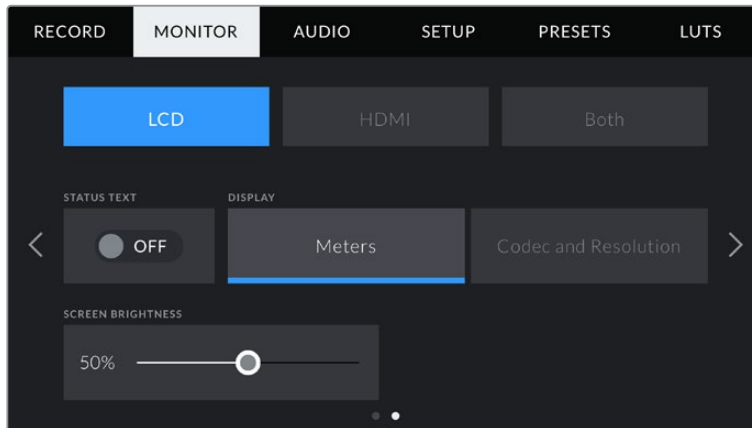 RECORD MONITOR AUDIO SETUP PRESETS LUTS
LCD HDMI Both
STATUS TEXT DISPLAY
OFF Meters Codec and Resolution
SCREEN BRIGHTNESS
50%